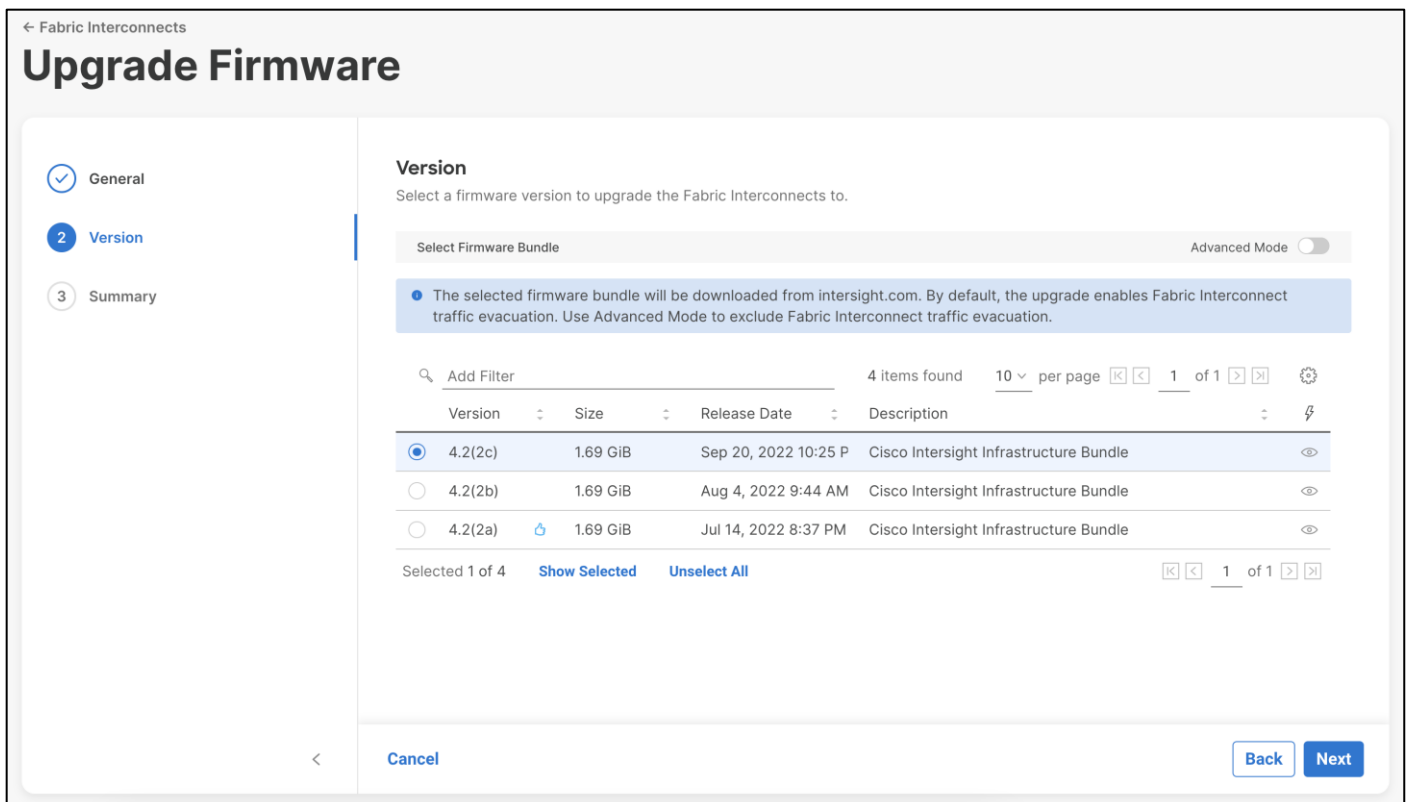 ← Fabric Interconnects
Upgrade Firmware
General
2 Version
3 Summary
Version
Select a firmware version to upgrade the Fabric Interconnects to.
Select Firmware Bundle Advanced Mode
The selected firmware bundle will be downloaded from intersight.com. By default, the upgrade enables Fabric Interconnect
traffic evacuation. Use Advanced Mode to exclude Fabric Interconnect traffic evacuation.
Add Filter 4 items found 10 per page 1 of 1
Version Size Release Date Description
4.2(2c) 1.69 GiB Sep 20, 2022 10:25 P Cisco Intersight Infrastructure Bundle
4.2(2b) 1.69 GiB Aug 4, 2022 9:44 AM Cisco Intersight Infrastructure Bundle
4.2(2a) 1.69 GiB Jul 14, 2022 8:37 PM Cisco Intersight Infrastructure Bundle
Selected 1 of 4 Show Selected Unselect All 1 of 1
Cancel Back Next